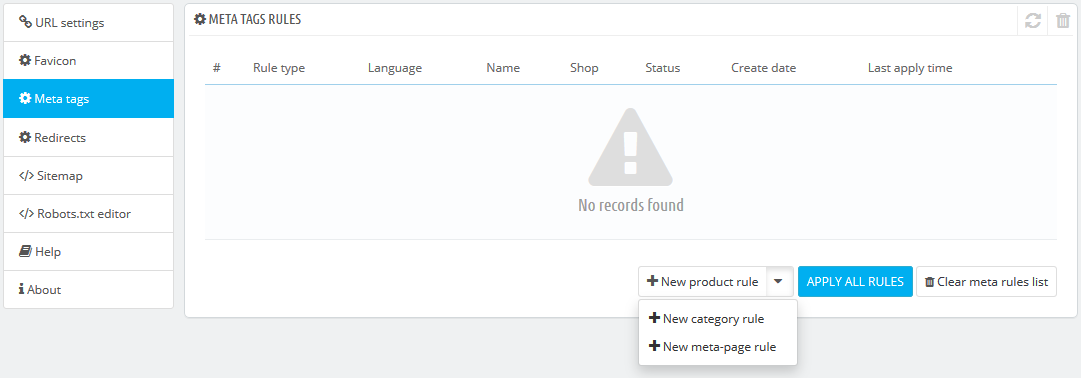 URL settings
Favicon
Meta tags
Redirects
Sitemap
Robots.txt editor
Help
About
META TAGS RULES
# Rule type Language Name Shop Status Create date Last apply time
No records found
New product rule APPLY ALL RULES Clear meta rules list
New category rule
New meta-page rule